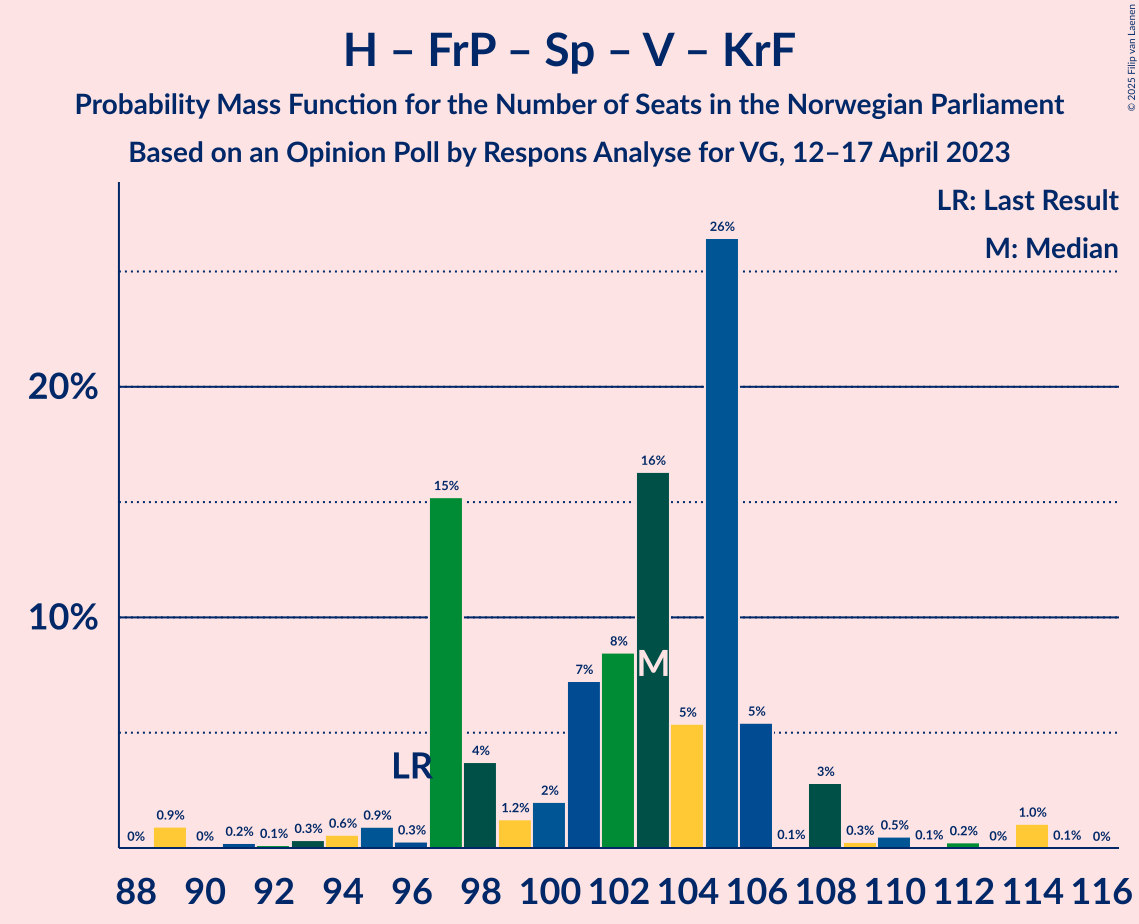 H – FrP – Sp – V – KrF
Probability Mass Function for the Number of Seats in the Norwegian Parliament
Based on an Opinion Poll by Respons Analyse for VG, 12–17 April 2023
© 2025 Filip van Laenen
LR: Last Result
M: Median
20%
10%
0% 0.9% 0% 0.2% 0.1% 0.3% 0.6% 0.9% 0.3% 15% 4% 1.2% 2% 7% 8% 16% 5% 26% 5% 0.1% 3% 0.3% 0.5% 0.1% 0.2% 0% 1.0% 0.1% 0%
LR
M
88 90 92 94 96 98 100 102 104 106 108 110 112 114 116